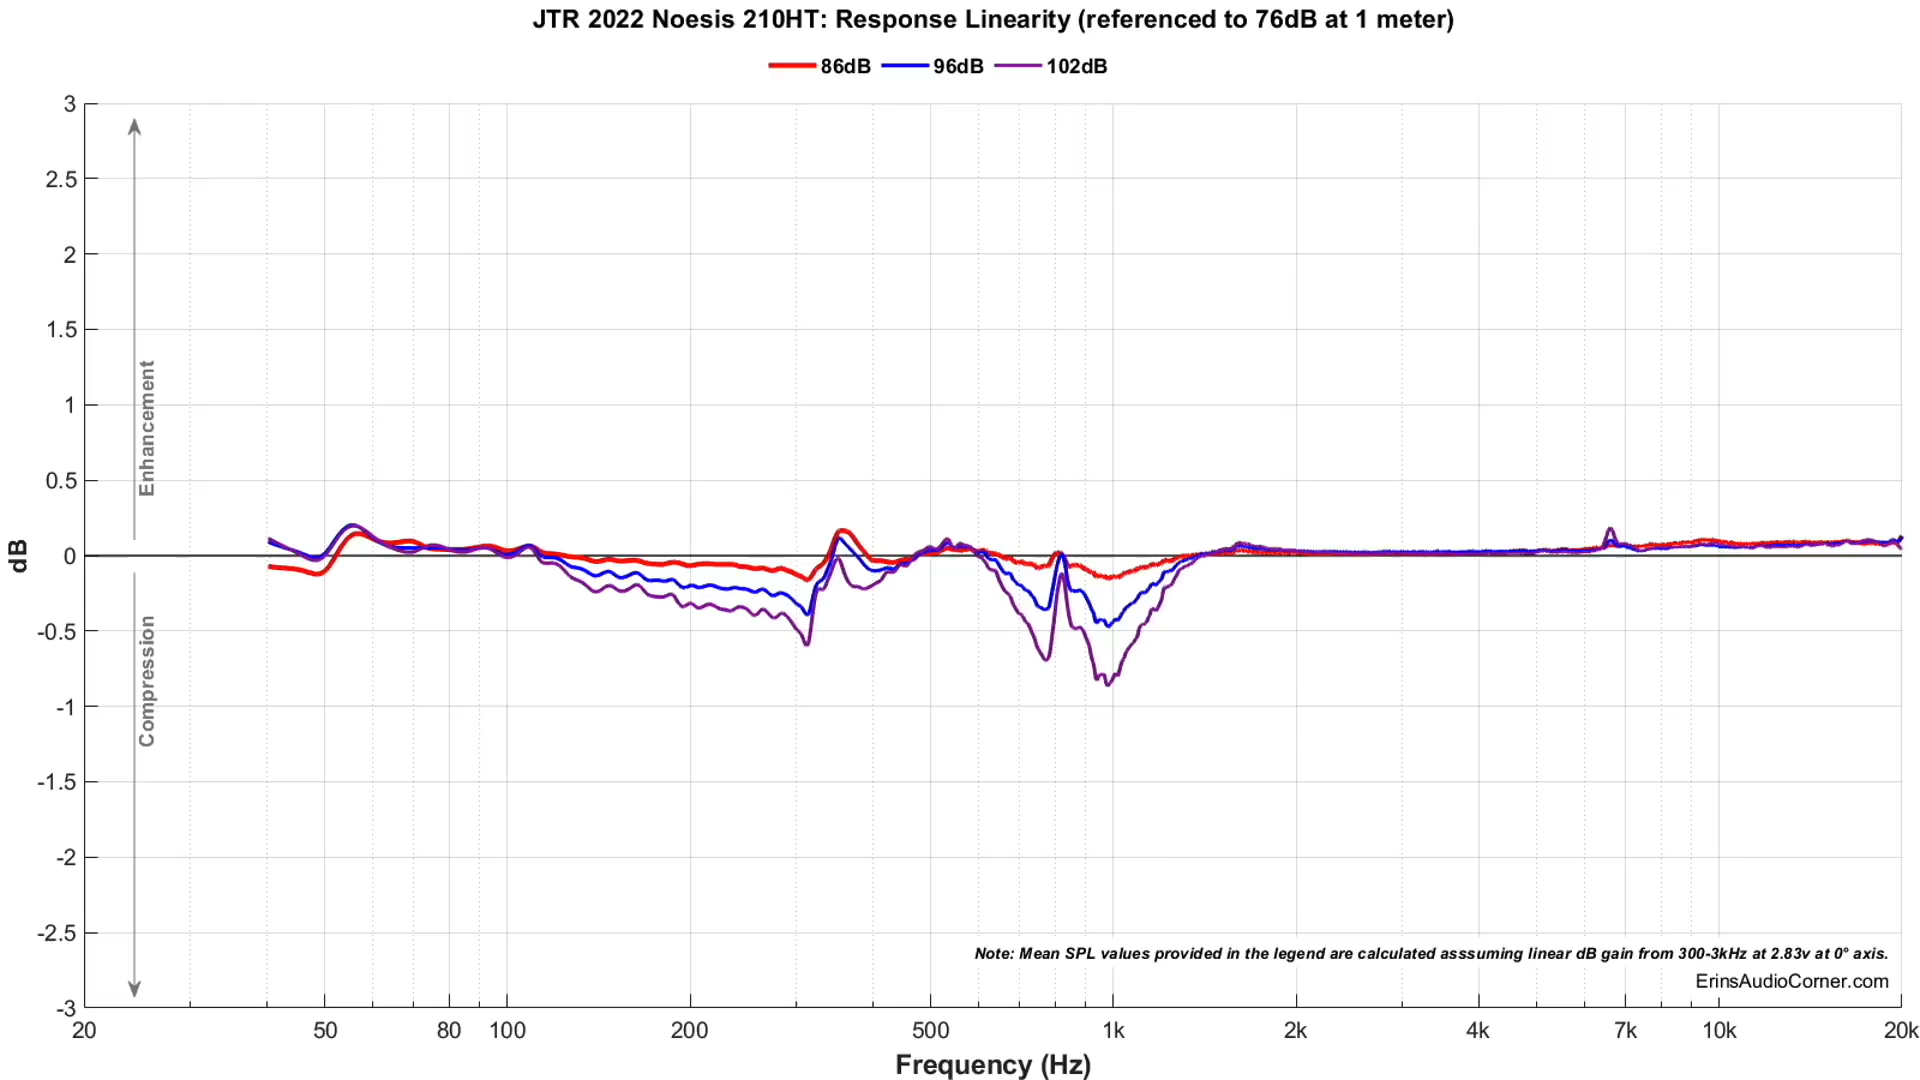 JTR 2022 Noesis 210HT: Response Linearity (referenced to 76dB at 1 meter)
86dB 96dB 102dB
3
2.5
2
1.5
1
0.5
0
-0.5
-1
-1.5
-2
-2.5
-3
dB
Enhancement
Compression
Note: Mean SPL values provided in the legend are calculated asssuming linear dB gain from 300-3kHz at 2.83v at 0° axis.
ErinsAudioCorner.com
20 50 80 100 200 500 1k 2k 4k 7k 10k 20k
Frequency (Hz)